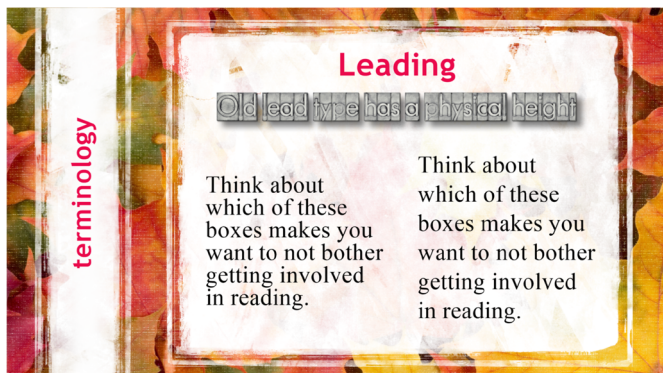 Leading
Old lead type has a physical height
terminology
Think about
which of these
boxes makes you
want to not bother
getting involved
in reading.
Think about
which of these
boxes makes you
want to not bother
getting involved
in reading.